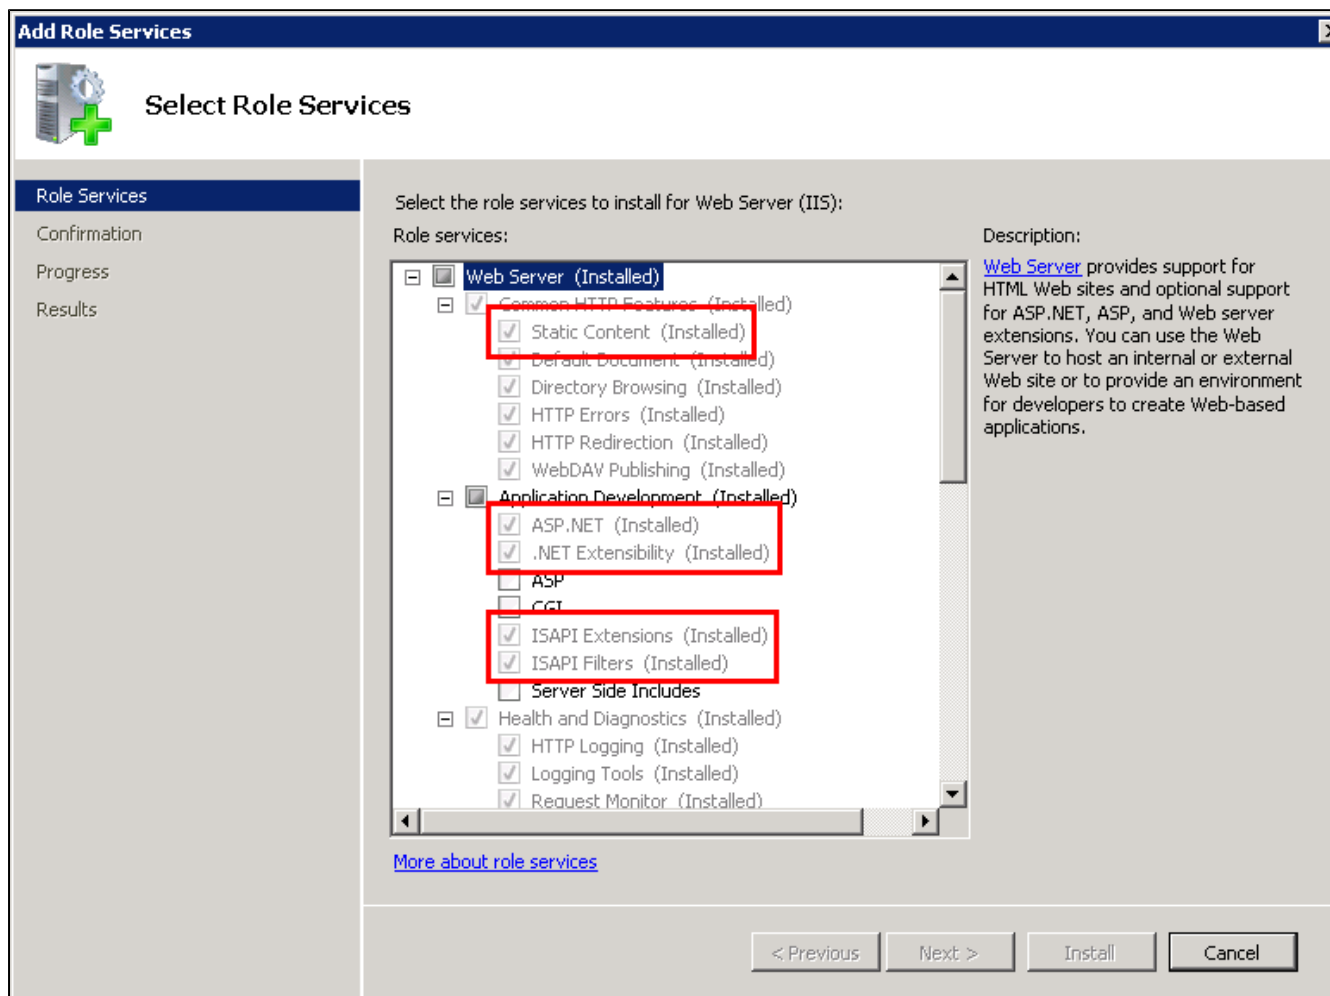 Add Role Services
Select Role Services
Role Services
Confirmation
Progress
Results
Select the role services to install for Web Server (IIS):
Role services:
Web Server (Installed)
Common HTTP Features (Installed)
Static Content (Installed)
Default Document (Installed)
Directory Browsing (Installed)
HTTP Errors (Installed)
HTTP Redirection (Installed)
WebDAV Publishing (Installed)
Application Development (Installed)
ASP.NET (Installed)
.NET Extensibility (Installed)
ASP
CGI
ISAPI Extensions (Installed)
ISAPI Filters (Installed)
Server Side Includes
Health and Diagnostics (Installed)
HTTP Logging (Installed)
Logging Tools (Installed)
Request Monitor (Installed)
More about role services
Description:
Web Server provides support for
HTML Web sites and optional support
for ASP.NET, ASP, and Web server
extensions. You can use the Web
Server to host an internal or external
Web site or to provide an environment
for developers to create Web-based
applications.
< Previous
Next >
Install
Cancel